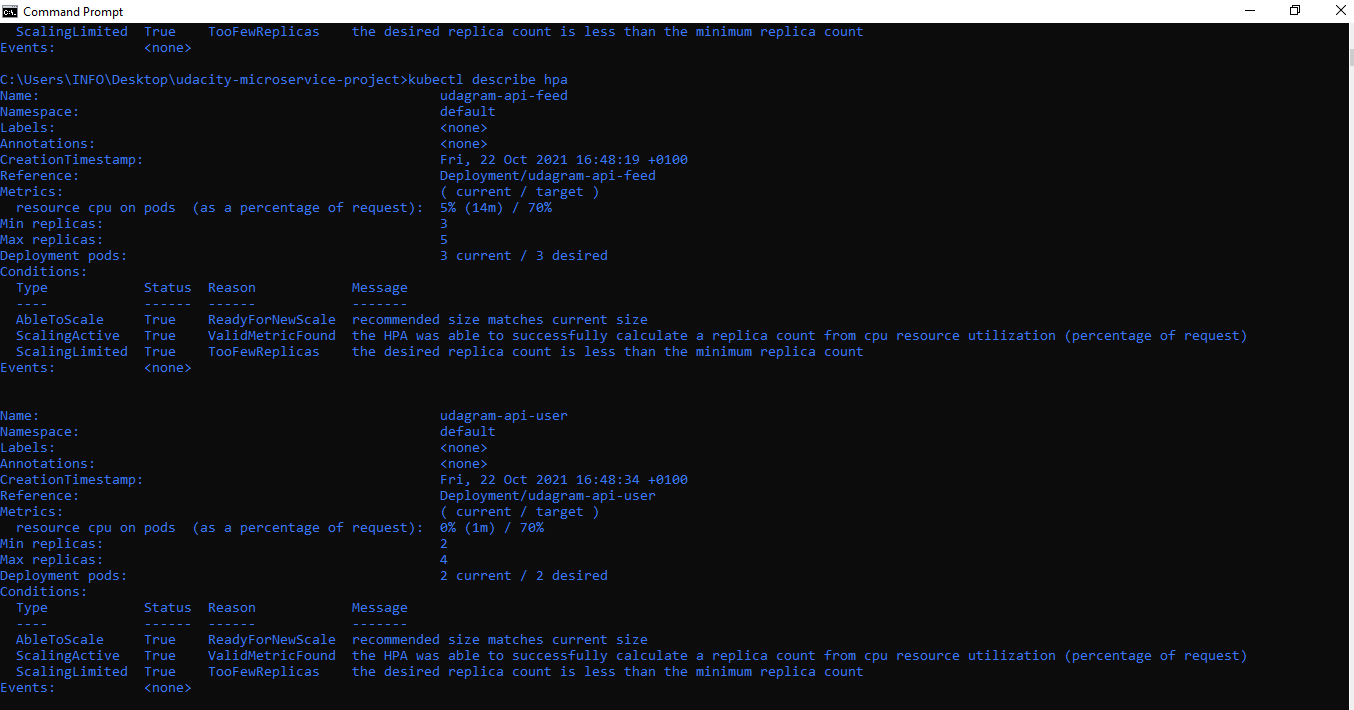 Command Prompt
  ScalingLimited  True    TooFewReplicas    the desired replica count is less than the minimum replica count
Events:           <none>
C:\Users\INFO\Desktop\udacity-microservice-project>kubectl describe hpa
Name:                                                  udagram-api-feed
Namespace:                                             default
Labels:                                                <none>
Annotations:                                           <none>
CreationTimestamp:                                     Fri, 22 Oct 2021 16:48:19 +0100
Reference:                                             Deployment/udagram-api-feed
Metrics:                                               ( current / target )
  resource cpu on pods  (as a percentage of request):  5% (14m) / 70%
Min replicas:                                          3
Max replicas:                                          5
Deployment pods:                                       3 current / 3 desired
Conditions:
  Type            Status  Reason            Message
  ----            ------  ------            -------
  AbleToScale     True    ReadyForNewScale  recommended size matches current size
  ScalingActive   True    ValidMetricFound  the HPA was able to successfully calculate a replica count from cpu resource utilization (percentage of request)
  ScalingLimited  True    TooFewReplicas    the desired replica count is less than the minimum replica count
Events:           <none>
Name:                                                  udagram-api-user
Namespace:                                             default
Labels:                                                <none>
Annotations:                                           <none>
CreationTimestamp:                                     Fri, 22 Oct 2021 16:48:34 +0100
Reference:                                             Deployment/udagram-api-user
Metrics:                                               ( current / target )
  resource cpu on pods  (as a percentage of request):  0% (1m) / 70%
Min replicas:                                          2
Max replicas:                                          4
Deployment pods:                                       2 current / 2 desired
Conditions:
  Type            Status  Reason            Message
  ----            ------  ------            -------
  AbleToScale     True    ReadyForNewScale  recommended size matches current size
  ScalingActive   True    ValidMetricFound  the HPA was able to successfully calculate a replica count from cpu resource utilization (percentage of request)
  ScalingLimited  True    TooFewReplicas    the desired replica count is less than the minimum replica count
Events:           <none>